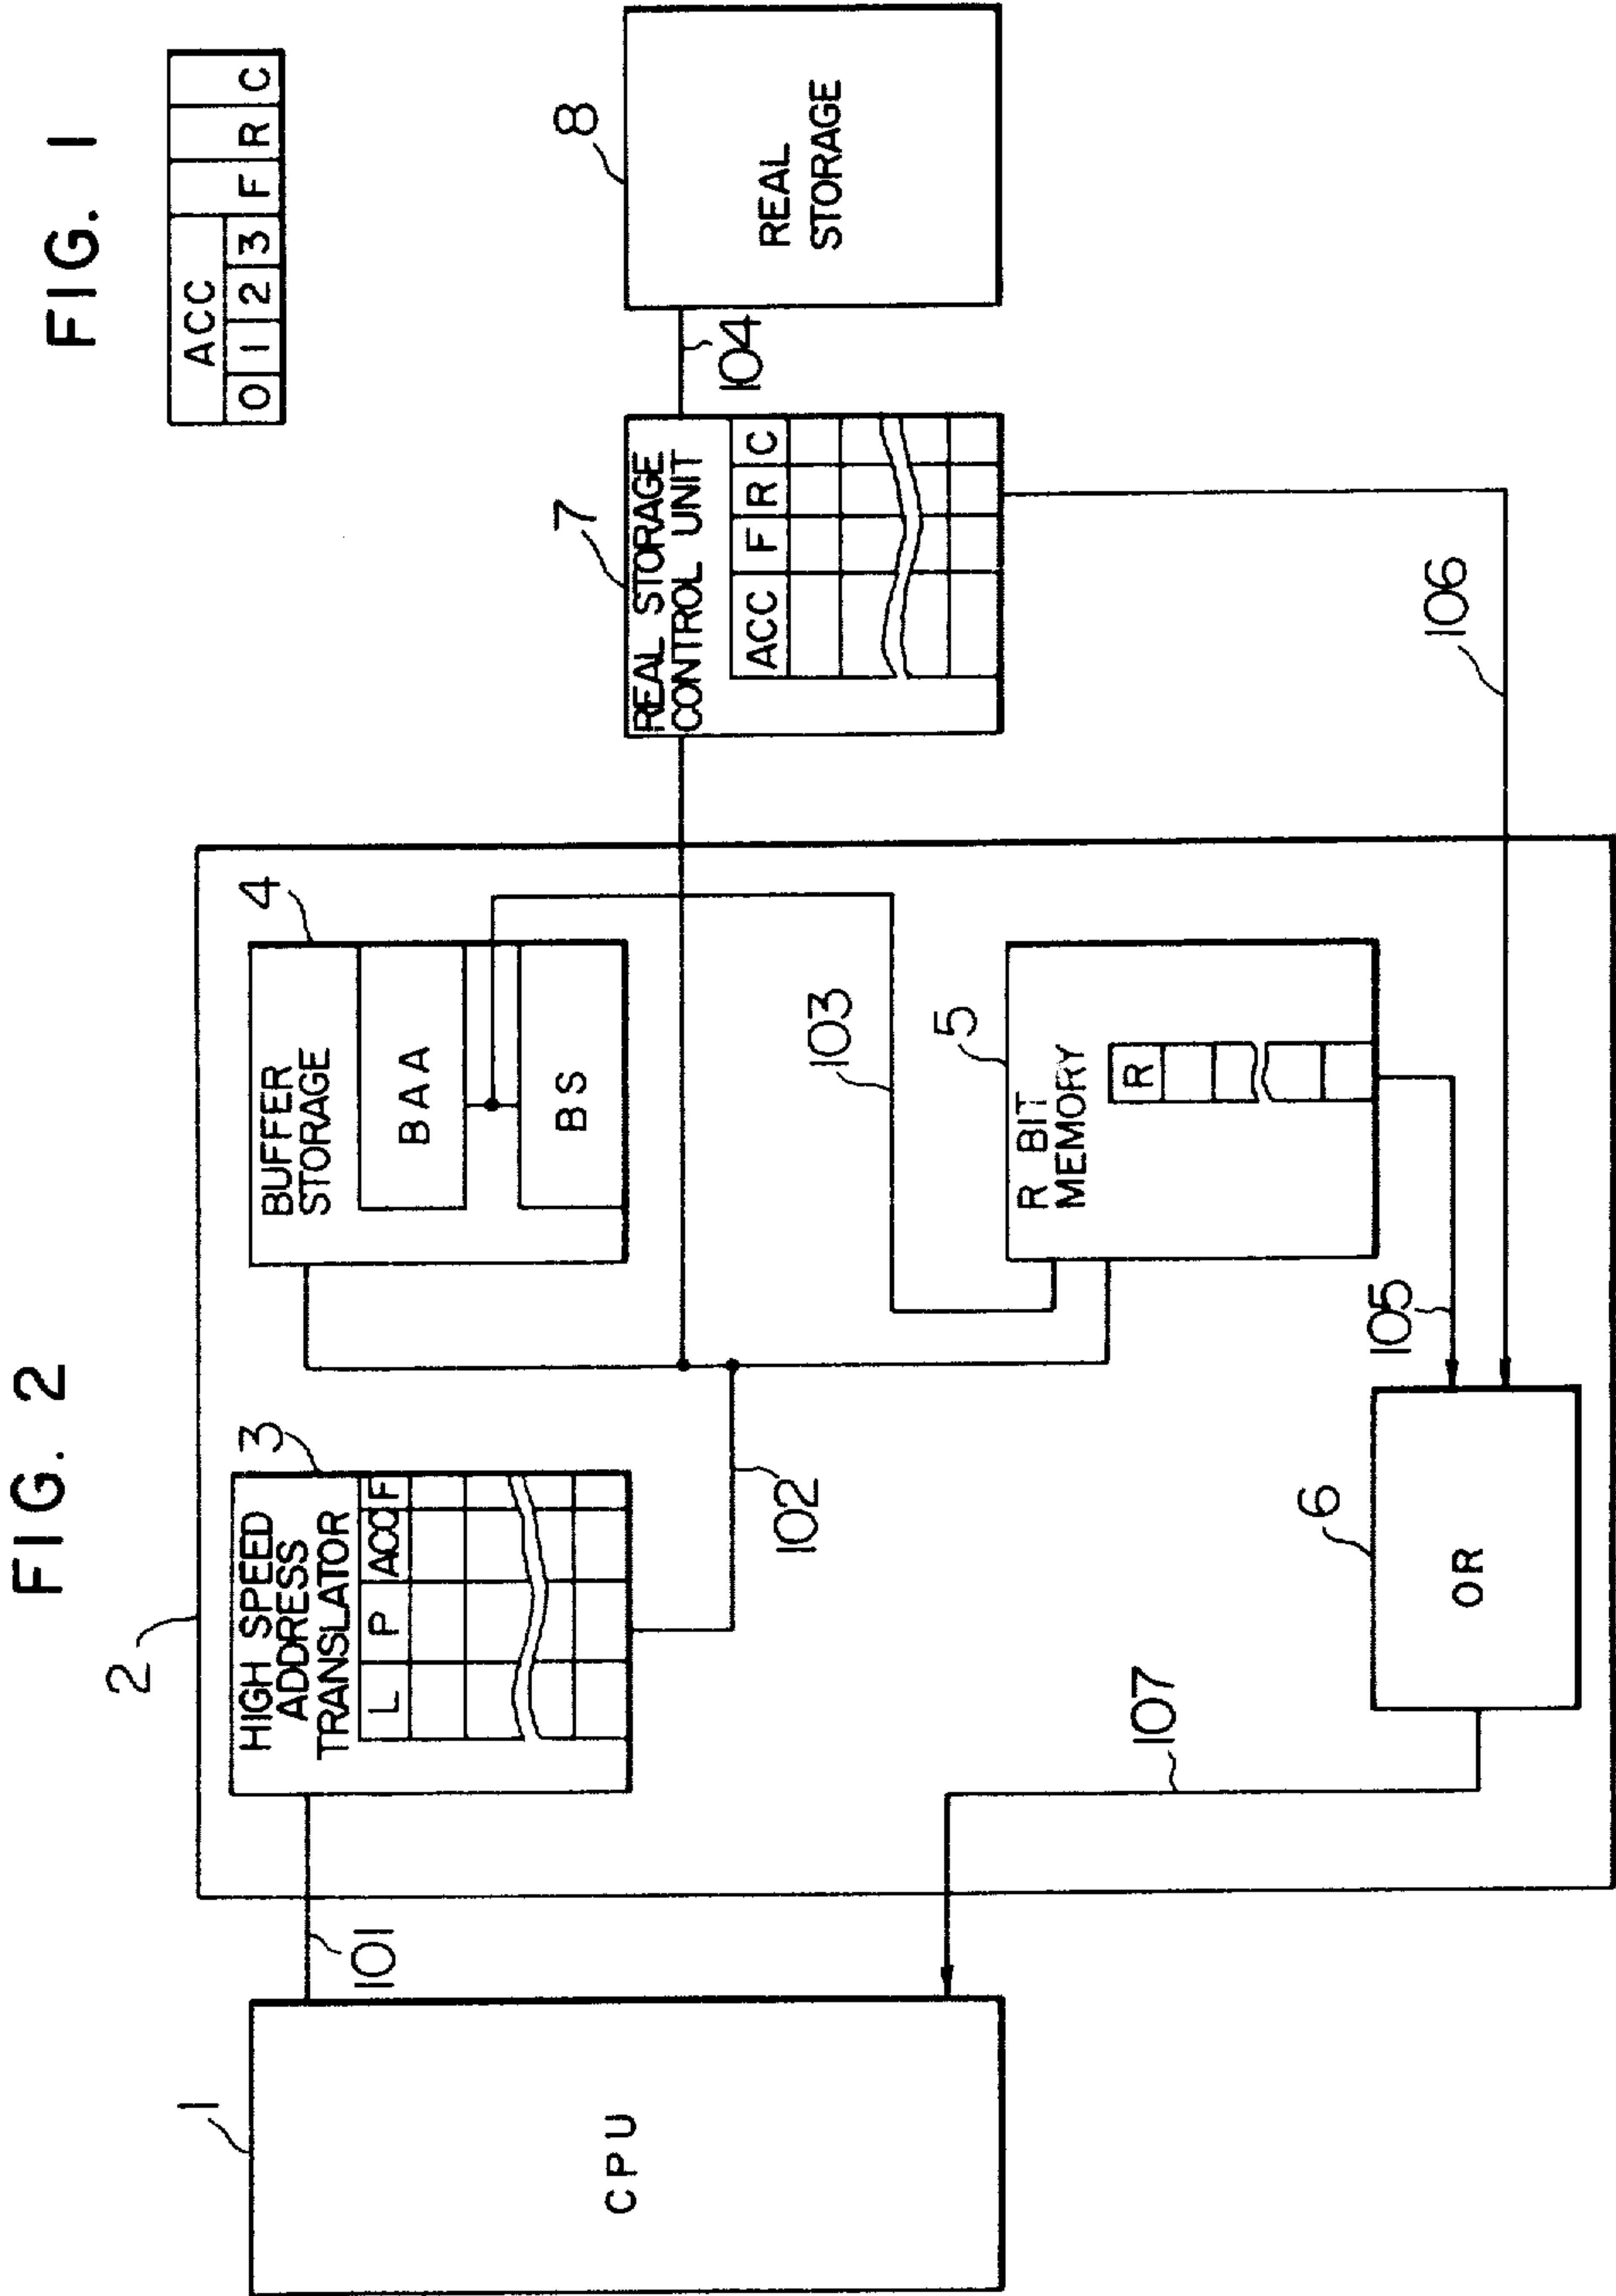 FIG. 1
ACC
0 1 2 3 F R C
FIG. 2
1
CPU
101
2
HIGH SPEED
ADDRESS
TRANSLATOR
3
L P ACC F
102
BUFFER
STORAGE
4
BAA
BS
103
R BIT
MEMORY
5
R
105
OR
6
107
REAL STORAGE
CONTROL UNIT
7
ACC F R C
104
106
REAL
STORAGE
8